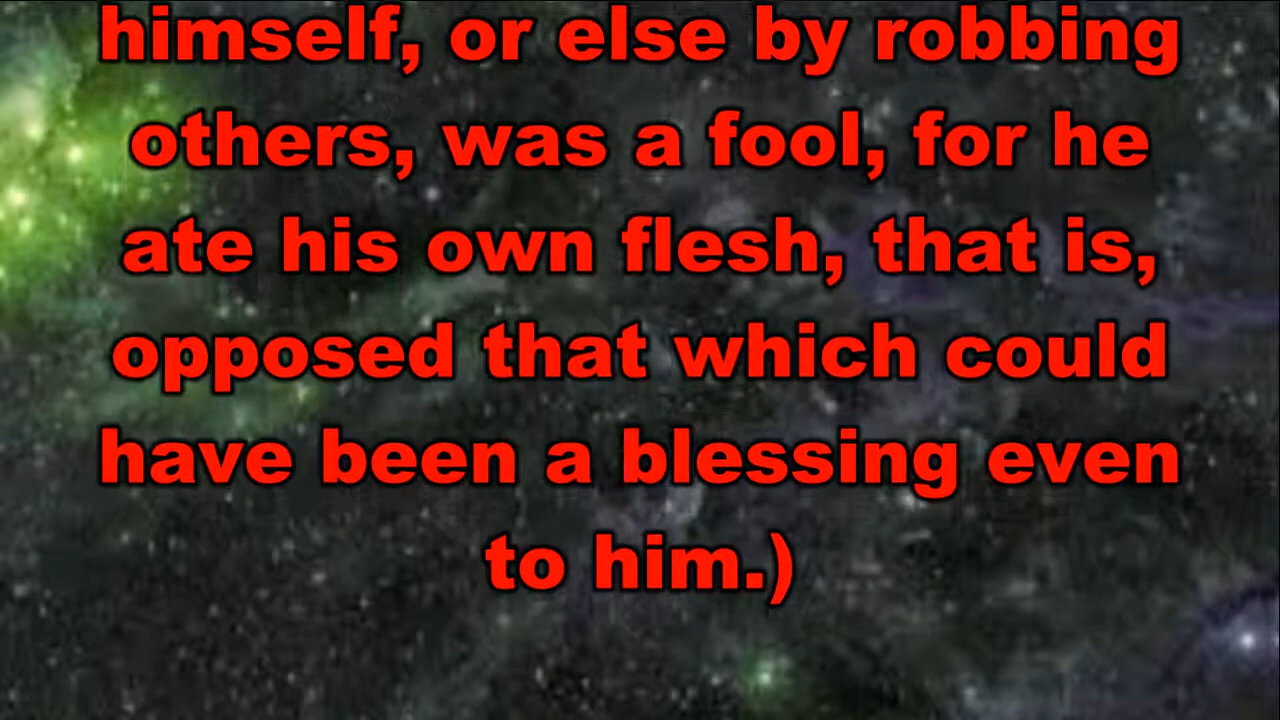 himself, or else by robbing
others, was a fool, for he
ate his own flesh, that is,
opposed that which could
have been a blessing even
to him.)